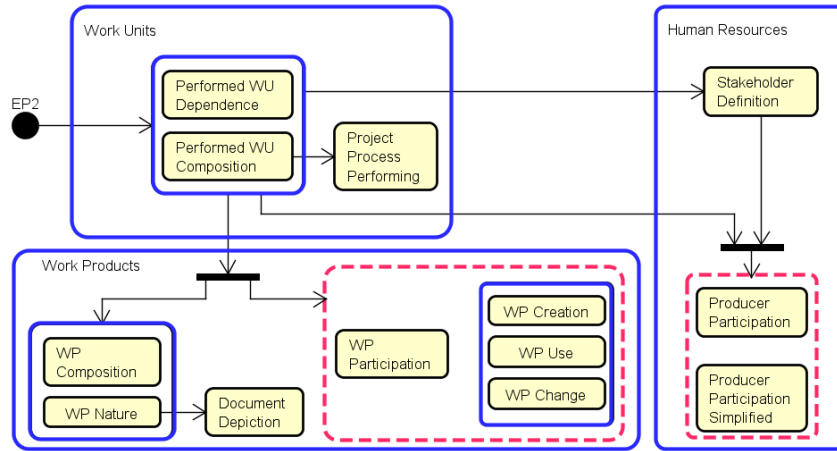 Work Units
Human Resources
EP2
Performed WU
Dependence
Stakeholder
Definition
Performed WU
Composition
Project
Process
Performing
Work Products
WP
Composition
WP Nature
Document
Depiction
WP
Participation
WP Creation
WP Use
WP Change
Producer
Participation
Producer
Participation
Simplified